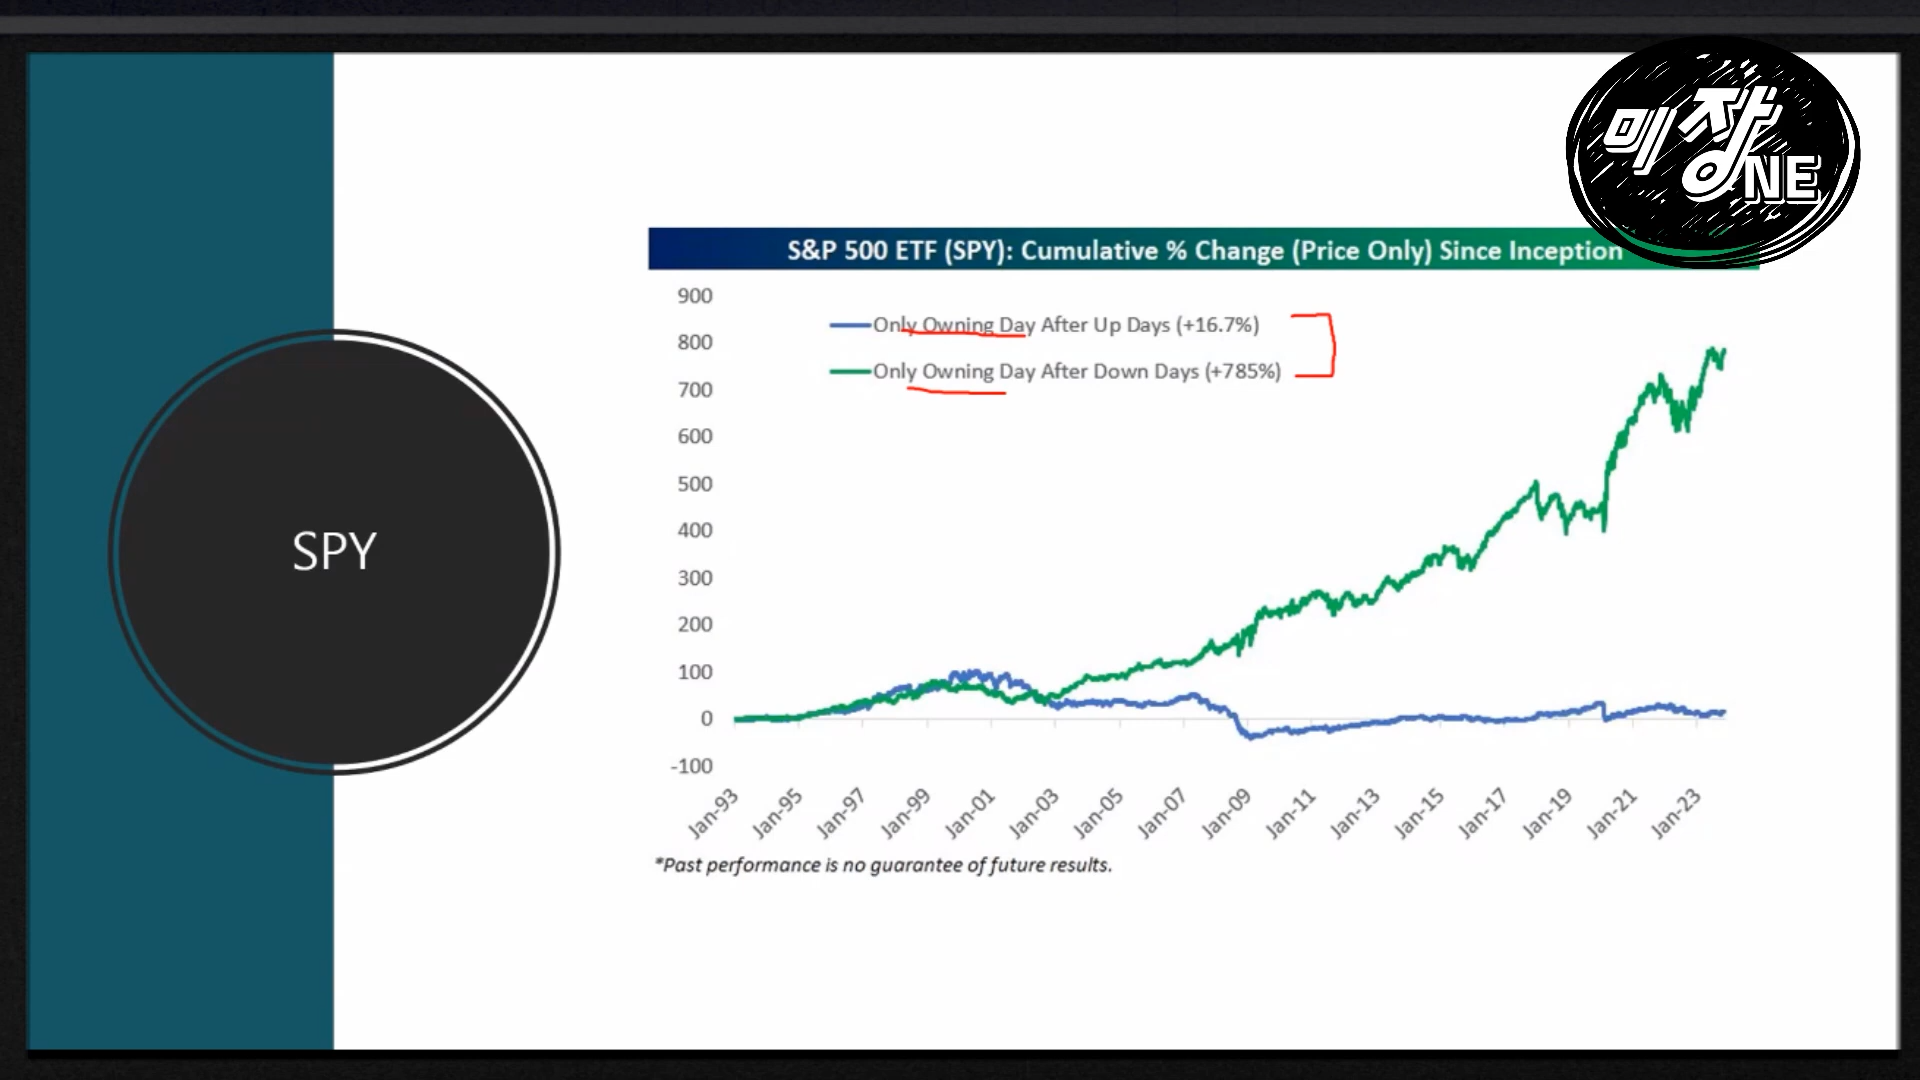 미장NE
S&P 500 ETF (SPY): Cumulative % Change (Price Only) Since Inception
SPY
900
800
700
600
500
400
300
200
100
0
-100
Only Owning Day After Up Days (+16.7%)
Only Owning Day After Down Days (+785%)
Jan-93
Jan-95
Jan-97
Jan-99
Jan-01
Jan-03
Jan-05
Jan-07
Jan-09
Jan-11
Jan-13
Jan-15
Jan-17
Jan-19
Jan-21
Jan-23
*Past performance is no guarantee of future results.